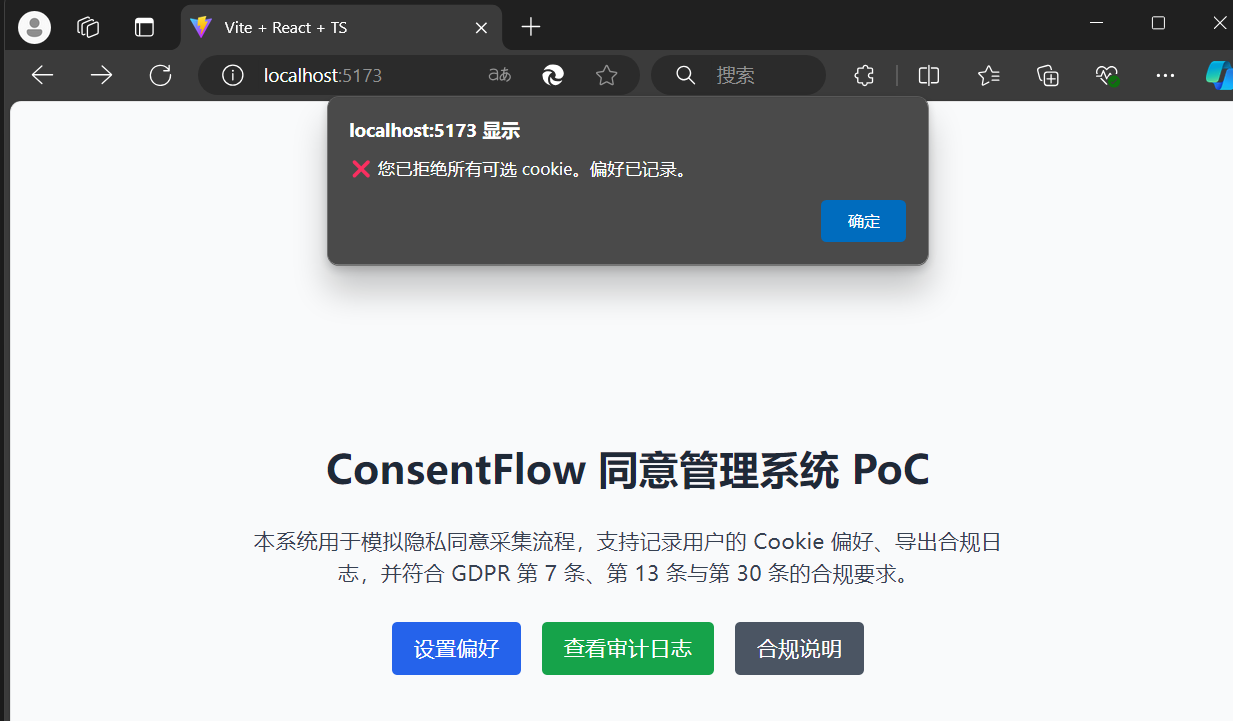 Vite + React + TS
localhost:5173
aあ
搜索
localhost:5173 显示
❌ 您已拒绝所有可选 cookie。偏好已记录。
确定
ConsentFlow 同意管理系统 PoC
本系统用于模拟隐私同意采集流程，支持记录用户的 Cookie 偏好、导出合规日
志，并符合 GDPR 第 7 条、第 13 条与第 30 条的合规要求。
设置偏好
查看审计日志
合规说明